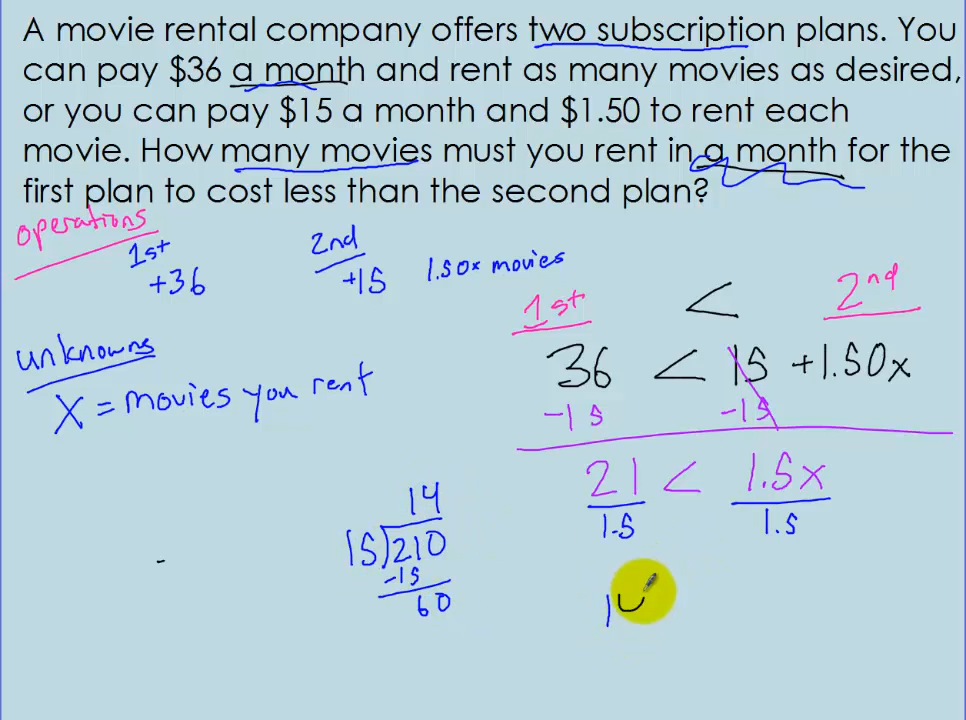 A movie rental company offers two subscription plans. You
can pay $36 a month and rent as many movies as desired,
or you can pay $15 a month and $1.50 to rent each
movie. How many movies must you rent in a month for the
first plan to cost less than the second plan?
operations
1st
+36
2nd
+15 1.50x movies
unknowns
X = movies you rent
1st < 2nd
36 < 15 +1.50x
-15 -15
21 < 1.5x
1.5 1.5
14
15)210
-15
60
1